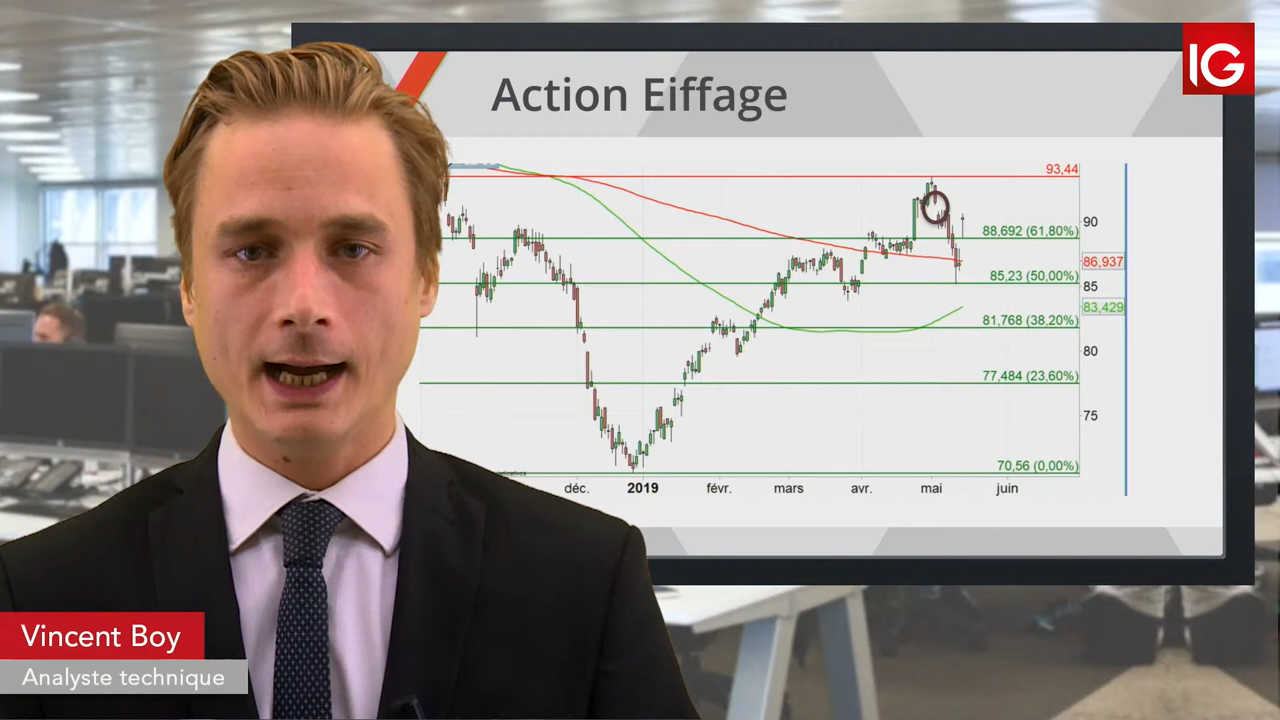 IG
Action Eiffage
93,44
90
88,692 (61,80%)
86,937
85,23 (50,00%)
85
83,429
81,768 (38,20%)
80
77,484 (23,60%)
75
70,56 (0,00%)
déc.
2019
févr.
mars
avr.
mai
juin
Vincent Boy
Analyste technique